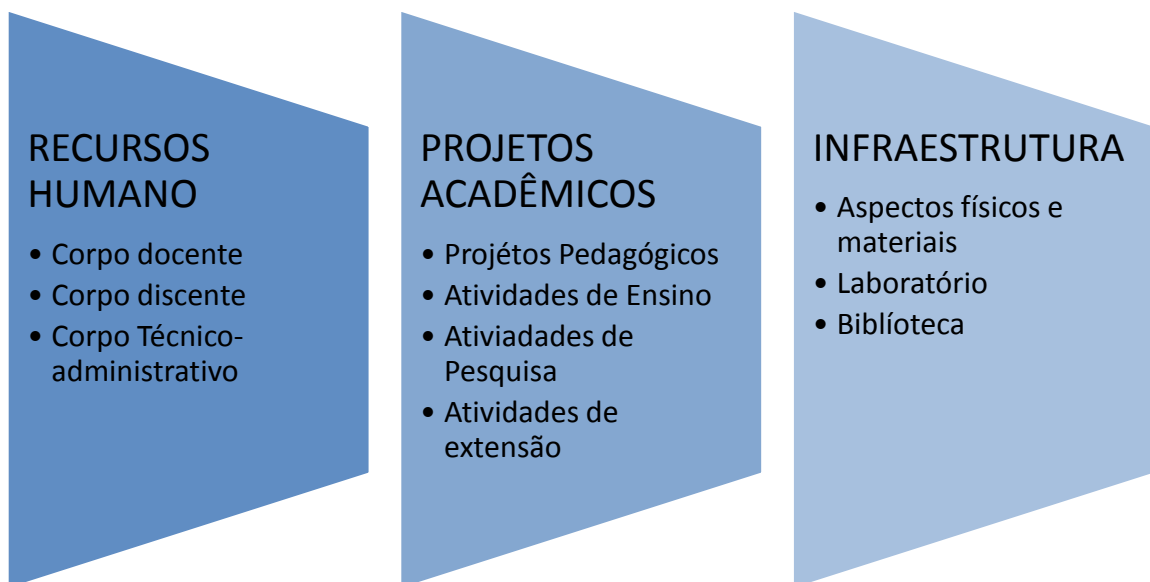 RECURSOS
HUMANO
• Corpo docente
• Corpo discente
• Corpo Técnico-
administrativo
PROJETOS
ACADÊMICOS
• Projétos Pedagógicos
• Atividades de Ensino
• Ativiadades de
Pesquisa
• Atividades de
extensão
INFRAESTRUTURA
• Aspectos físicos e
materiais
• Laboratório
• Biblíoteca